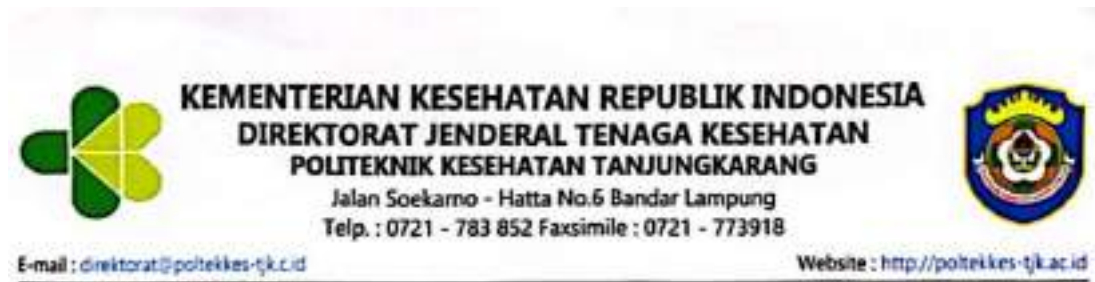 KEMENTERIAN KESEHATAN REPUBLIK INDONESIA
DIREKTORAT JENDERAL TENAGA KESEHATAN
POLITEKNIK KESEHATAN TANJUNGKARANG
Jalan Soekarno - Hatta No.6 Bandar Lampung
Telp. : 0721 - 783 852 Faxsimile : 0721 - 773918
E-mail : direktorat@poltekkes-tjk.c.id
Website : http://poltekkes-tjk.ac.id